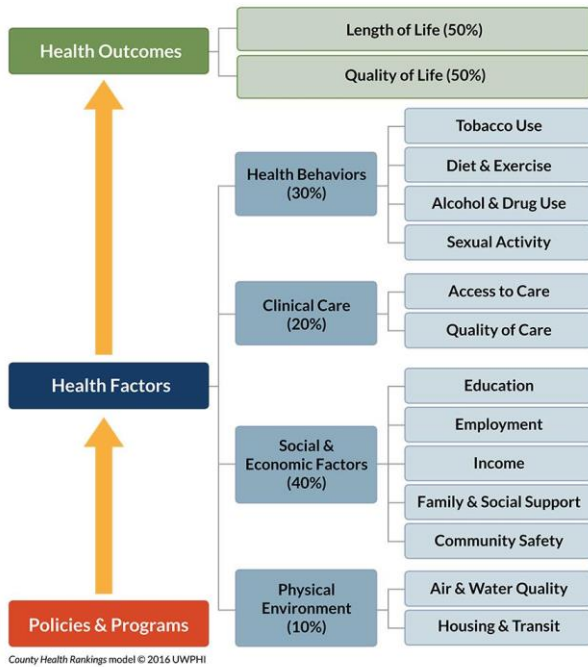 Health Outcomes
Length of Life (50%)
Quality of Life (50%)
Health Factors
Health Behaviors
(30%)
Tobacco Use
Diet & Exercise
Alcohol & Drug Use
Sexual Activity
Clinical Care
(20%)
Access to Care
Quality of Care
Social &
Economic Factors
(40%)
Education
Employment
Income
Family & Social Support
Community Safety
Physical
Environment
(10%)
Air & Water Quality
Housing & Transit
Policies & Programs
County Health Rankings model © 2016 UWPHI